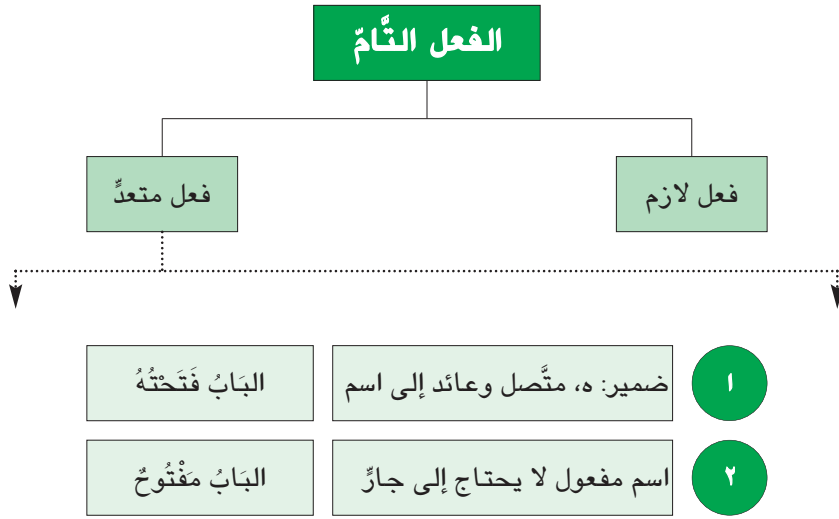 الفعل التَّامّ
فعل لازم
فعل متعدٍّ
١ ضمير: ه، متَّصل وعائد إلى اسم البَابُ فَتَحْتُهُ
٢ اسم مفعول لا يحتاج إلى جارٍّ البَابُ مَفْتُوحٌ